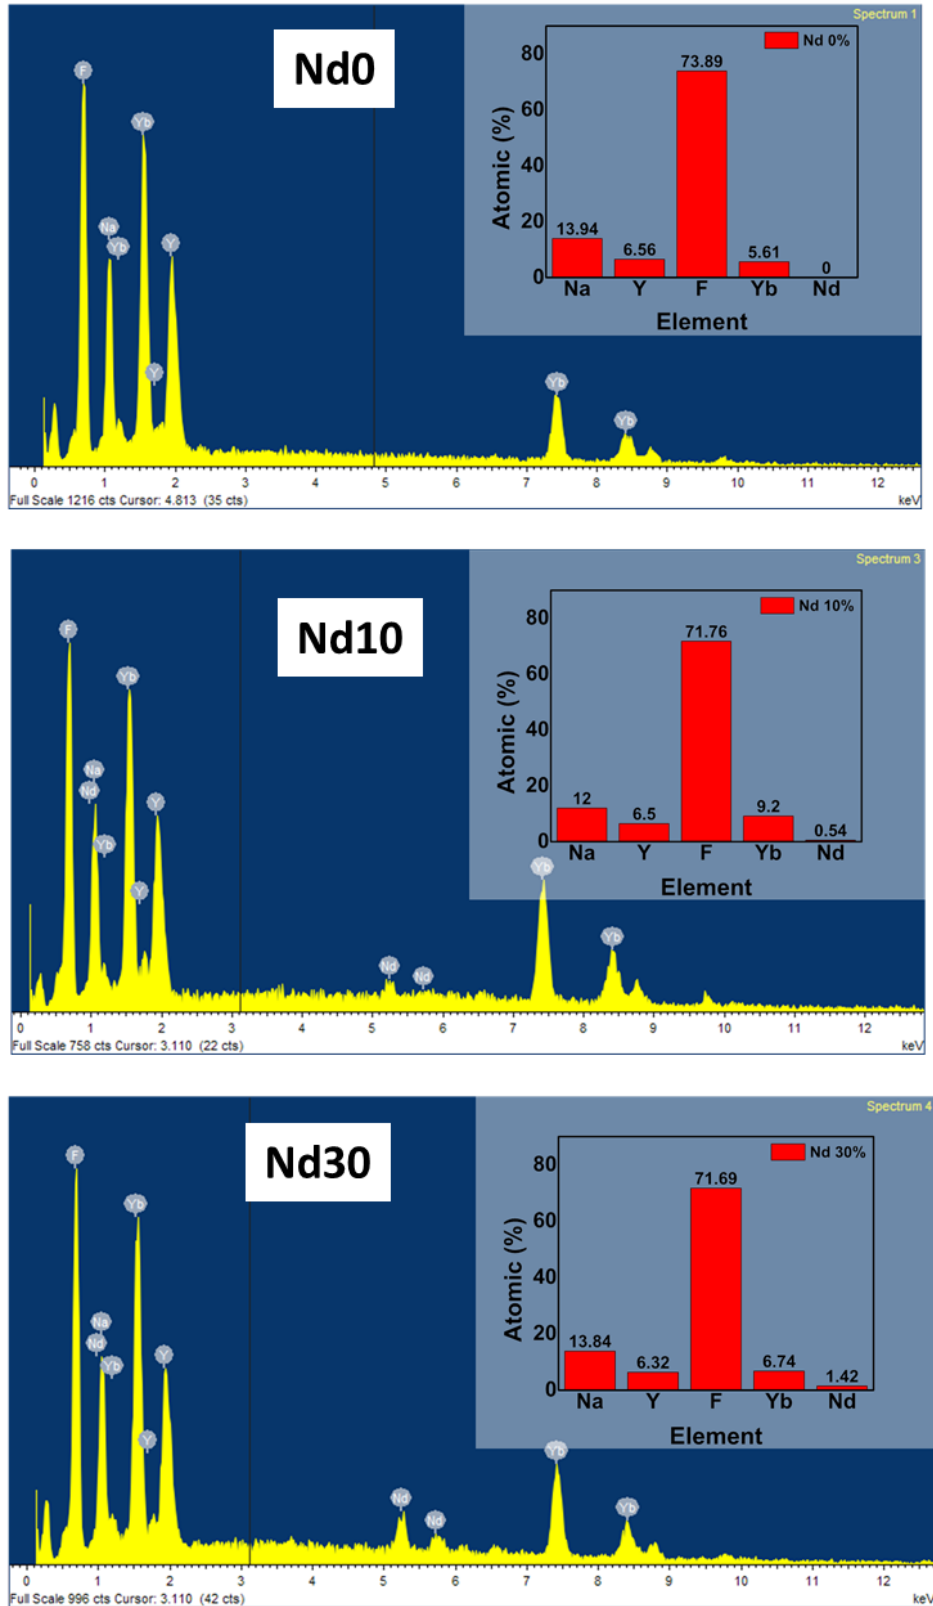 Spectrum 1
Nd0
Nd 0%
80
60
40
20
0
Atomic (%)
13.94
6.56
73.89
5.61
0
Na Y F Yb Nd
Element
F
Yb
Na
Yb
Y
Y
Yb
Yb
0 1 2 3 4 5 6 7 8 9 10 11 12
Full Scale 1216 cts Cursor: 4.813 (35 cts) keV
Spectrum 3
Nd10
Nd 10%
80
60
40
20
0
Atomic (%)
12
6.5
71.76
9.2
0.54
Na Y F Yb Nd
Element
F
Yb
Na
Nd
Y
Yb
Y
Nd
Nd
Yb
Yb
0 1 2 3 4 5 6 7 8 9 10 11 12
Full Scale 758 cts Cursor: 3.110 (22 cts) keV
Spectrum 4
Nd30
Nd 30%
80
60
40
20
0
Atomic (%)
13.84
6.32
71.69
6.74
1.42
Na Y F Yb Nd
Element
F
Yb
Na
Nd
Yb
Y
Y
Nd
Nd
Yb
Yb
0 1 2 3 4 5 6 7 8 9 10 11 12
Full Scale 996 cts Cursor: 3.110 (42 cts) keV